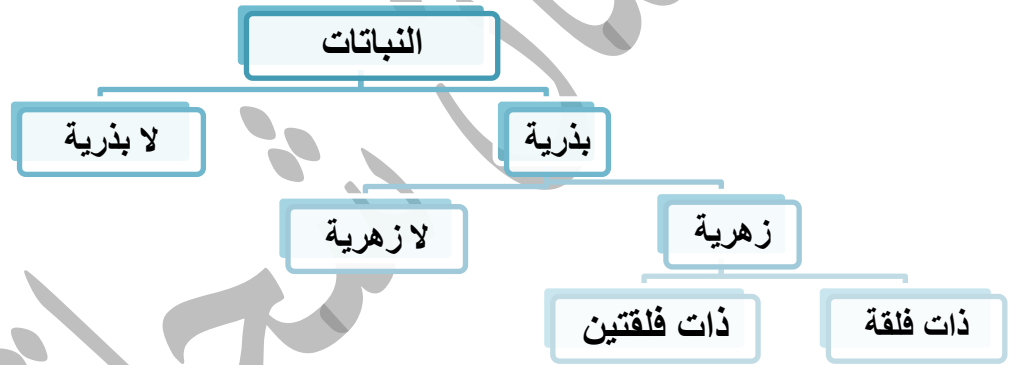 النباتات
بذرية
لا بذرية
زهرية
لا زهرية
ذات فلقة
ذات فلقتين